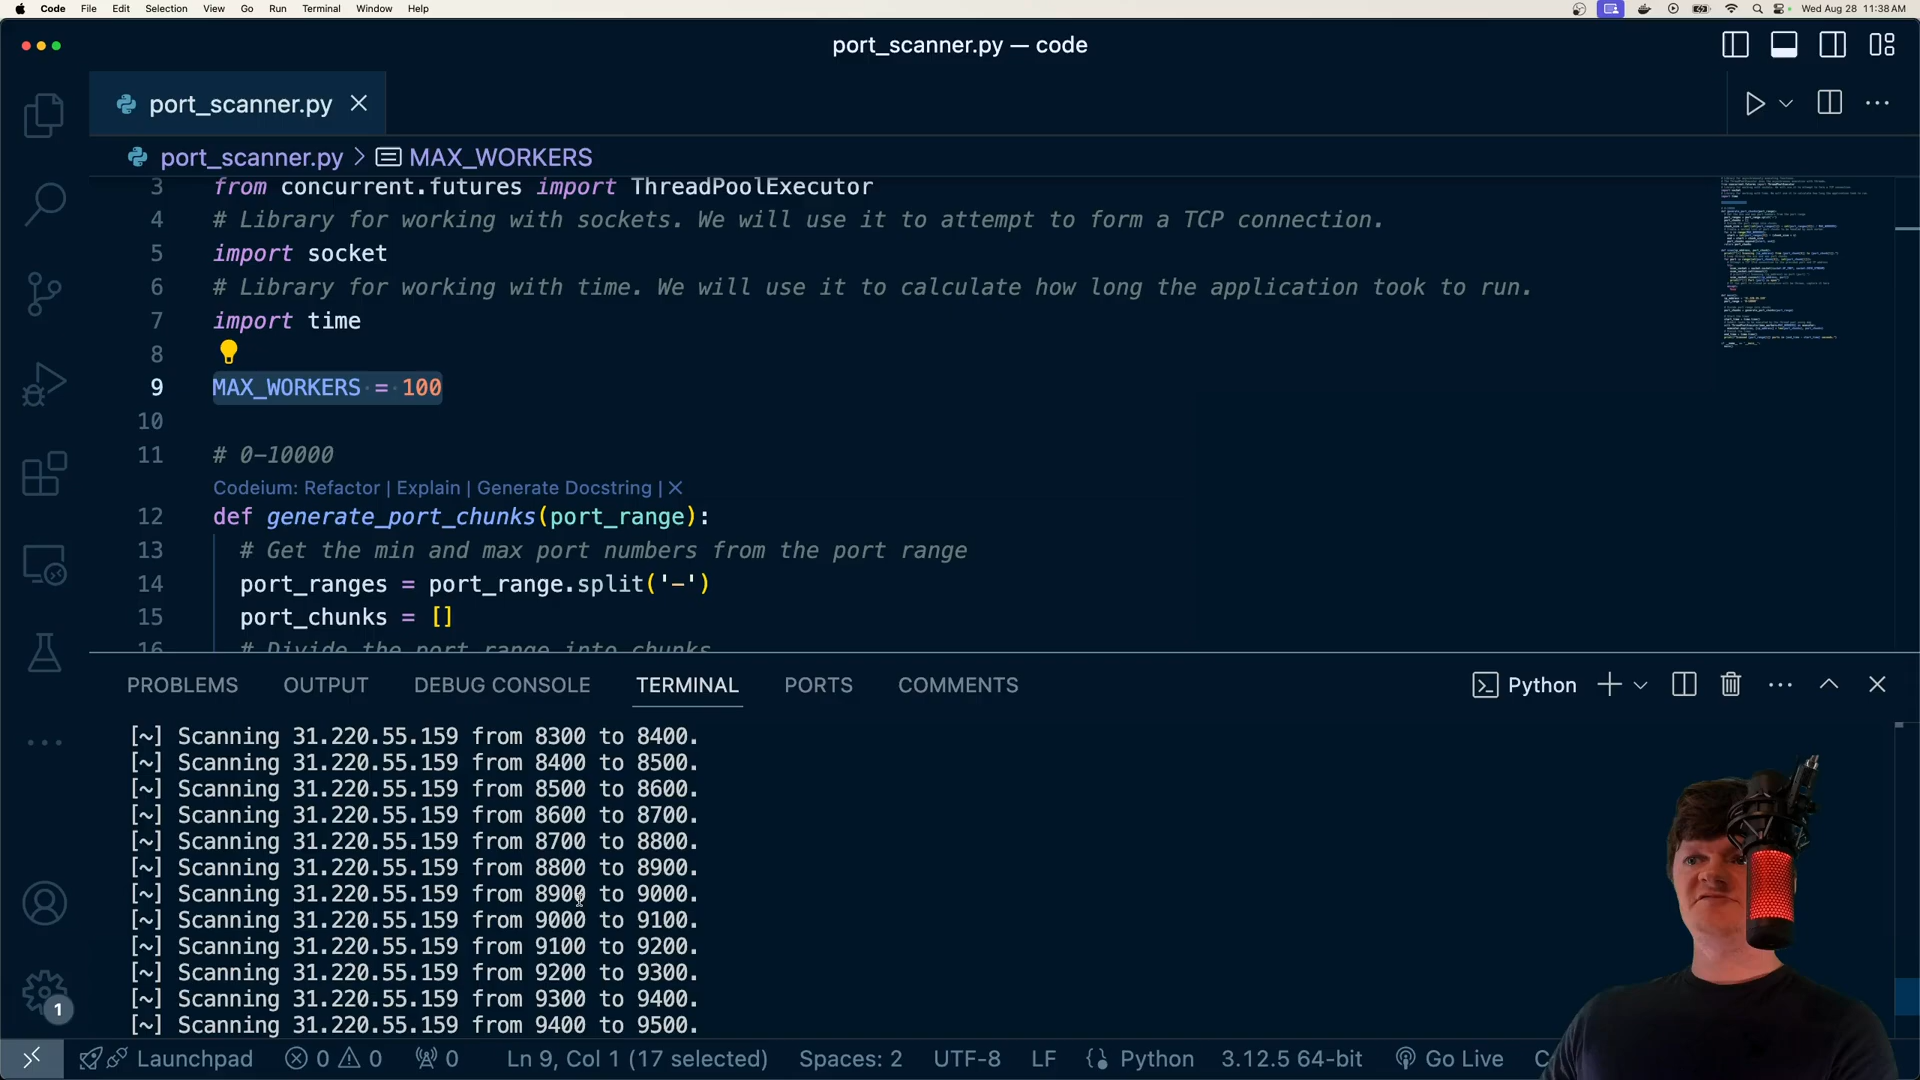 Code File Edit Selection View Go Run Terminal Window Help Wed Aug 28 11:38 AM
port_scanner.py — code
port_scanner.py
port_scanner.py > MAX_WORKERS
3 from concurrent.futures import ThreadPoolExecutor
4 # Library for working with sockets. We will use it to attempt to form a TCP connection.
5 import socket
6 # Library for working with time. We will use it to calculate how long the application took to run.
7 import time
8
9 MAX_WORKERS = 100
10
11 # 0-10000
Codeium: Refactor | Explain | Generate Docstring | X
12 def generate_port_chunks(port_range):
13 # Get the min and max port numbers from the port range
14 port_ranges = port_range.split('-')
15 port_chunks = []
16 # Divide the port range into chunks
PROBLEMS OUTPUT DEBUG CONSOLE TERMINAL PORTS COMMENTS Python
[~] Scanning 31.220.55.159 from 8300 to 8400.
[~] Scanning 31.220.55.159 from 8400 to 8500.
[~] Scanning 31.220.55.159 from 8500 to 8600.
[~] Scanning 31.220.55.159 from 8600 to 8700.
[~] Scanning 31.220.55.159 from 8700 to 8800.
[~] Scanning 31.220.55.159 from 8800 to 8900.
[~] Scanning 31.220.55.159 from 8900 to 9000.
[~] Scanning 31.220.55.159 from 9000 to 9100.
[~] Scanning 31.220.55.159 from 9100 to 9200.
[~] Scanning 31.220.55.159 from 9200 to 9300.
[~] Scanning 31.220.55.159 from 9300 to 9400.
[~] Scanning 31.220.55.159 from 9400 to 9500.
1
Launchpad 0 0 0 Ln 9, Col 1 (17 selected) Spaces: 2 UTF-8 LF Python 3.12.5 64-bit Go Live